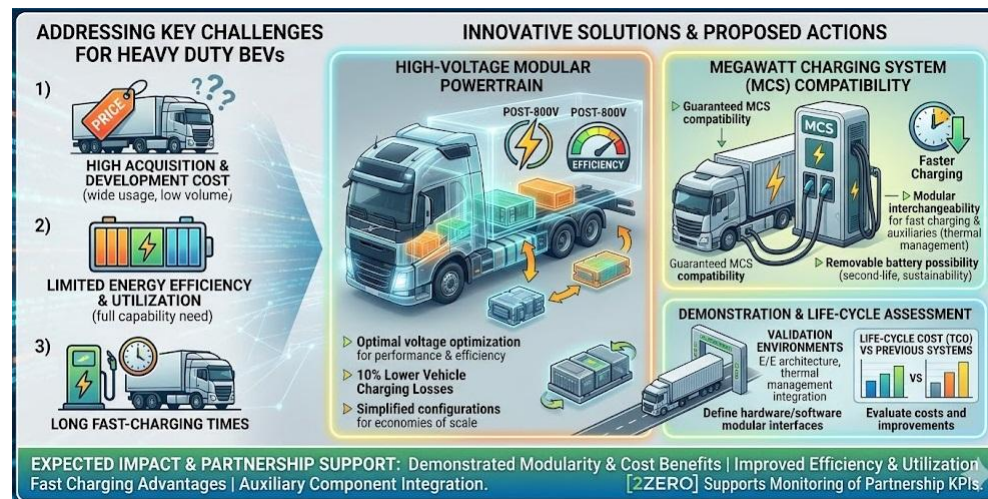 ADDRESSING KEY CHALLENGES
FOR HEAVY DUTY BEVs
1)
PRICE
???
HIGH ACQUISITION &
DEVELOPMENT COST
(wide usage, low volume)
2)
LIMITED ENERGY EFFICIENCY
& UTILIZATION
(full capability need)
3)
LONG FAST-CHARGING TIMES
INNOVATIVE SOLUTIONS & PROPOSED ACTIONS
HIGH-VOLTAGE MODULAR
POWERTRAIN
POST-800V
POST-800V
EFFICIENCY
Optimal voltage optimization
for performance & efficiency
10% Lower Vehicle
Charging Losses
Simplified configurations
for economies of scale
MEGAWATT CHARGING SYSTEM
(MCS) COMPATIBILITY
Guaranteed MCS
compatibility
MCS
Faster
Charging
Modular
interchangeability
for fast charging &
auxiliaries (thermal
management)
Guaranteed MCS
compatibility
Removable battery possibility
(second-life, sustainability)
DEMONSTRATION & LIFE-CYCLE ASSESSMENT
VALIDATION
ENVIRONMENTS
E/E architecture,
thermal
management
integration
Define hardware/software
modular interfaces
LIFE-CYCLE COST (TCO)
VS PREVIOUS SYSTEMS
VS
Evaluate costs and
improvements
EXPECTED IMPACT & PARTNERSHIP SUPPORT: Demonstrated Modularity & Cost Benefits | Improved Efficiency & Utilization
Fast Charging Advantages | Auxiliary Component Integration. [2ZERO] Supports Monitoring of Partnership KPIs.